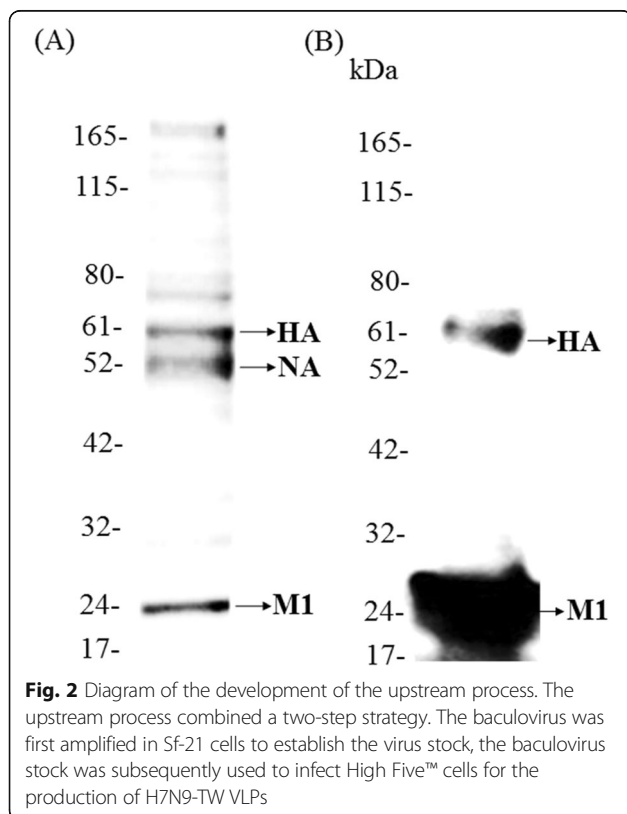 (A)
165-
115-
80-
61-
52-
42-
32-
24-
17-
→HA
→NA
→M1
(B)
kDa
165-
115-
80-
61-
52-
42-
32-
24-
17-
→HA
→M1
Fig. 2 Diagram of the development of the upstream process. The
upstream process combined a two-step strategy. The baculovirus was
first amplified in Sf-21 cells to establish the virus stock, the baculovirus
stock was subsequently used to infect High Five™ cells for the
production of H7N9-TW VLPs